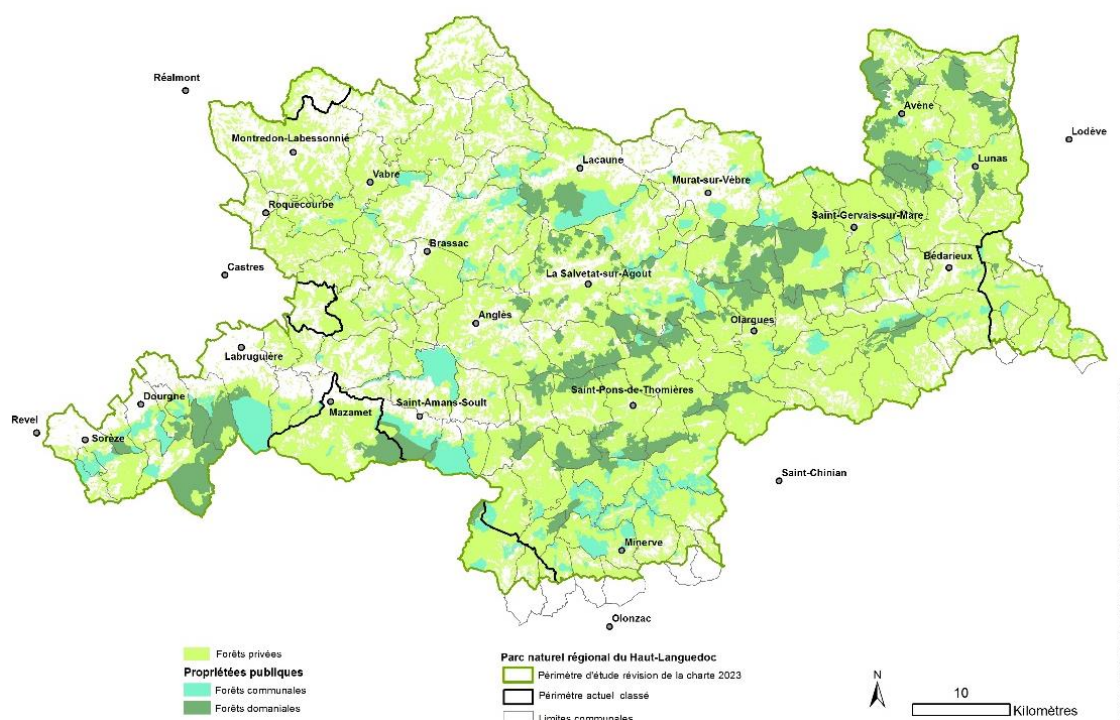 Réalmont
Avène
Lodève
Montredon-Labessonnié
Lacaune
Lunas
Vabre
Murat-sur-Vèbre
Roquecourbe
Saint-Gervais-sur-Mare
Brassac
Castres
La Salvetat-sur-Agout
Bédarieux
Anglès
Olargues
Labruguière
Saint-Pons-de-Thomières
Dourgne
Mazamet
Saint-Amans-Soult
Revel
Sorèze
Saint-Chinian
Minerve
Olonzac
Forêts privées
Propriétées publiques
Forêts communales
Forêts domaniales
Parc naturel régional du Haut-Languedoc
Périmètre d'étude révision de la charte 2023
Périmètre actuel classé
Limites communales
N
10
Kilomètres